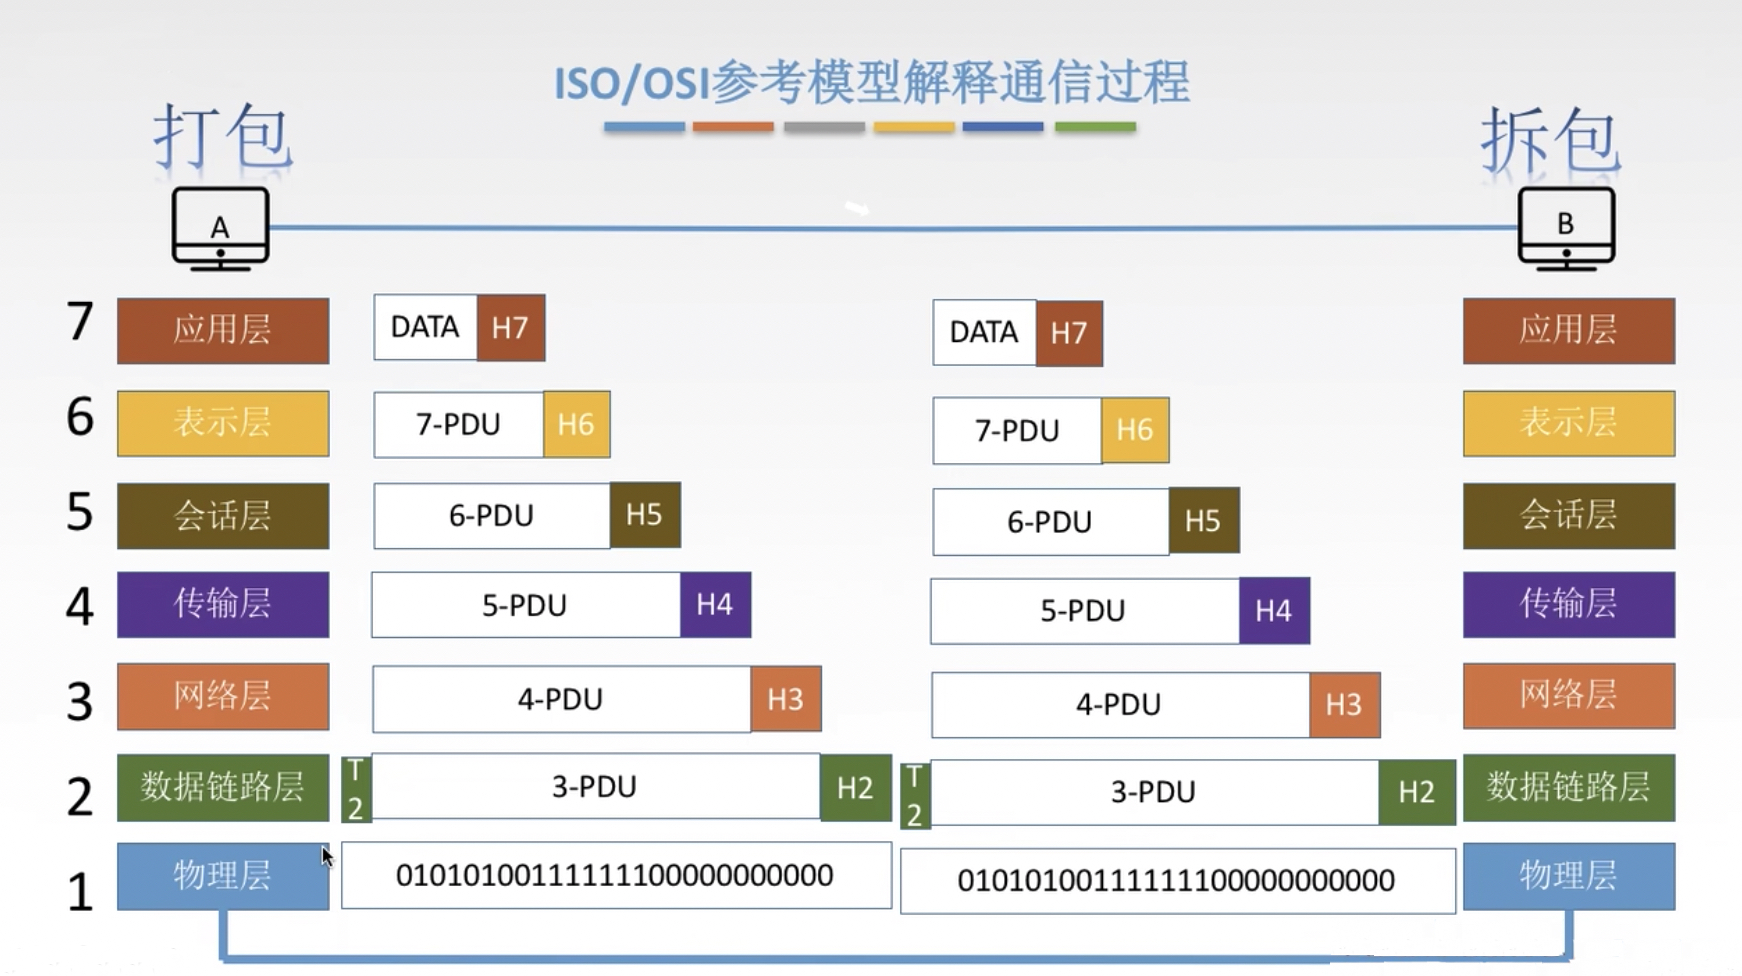 ISO/OSI参考模型解释通信过程
打包
拆包
A
B
7
应用层
DATA
H7
DATA
H7
应用层
6
表示层
7-PDU
H6
7-PDU
H6
表示层
5
会话层
6-PDU
H5
6-PDU
H5
会话层
4
传输层
5-PDU
H4
5-PDU
H4
传输层
3
网络层
4-PDU
H3
4-PDU
H3
网络层
2
数据链路层
T
2
3-PDU
H2
T
2
3-PDU
H2
数据链路层
1
物理层
010101001111111100000000000
010101001111111100000000000
物理层